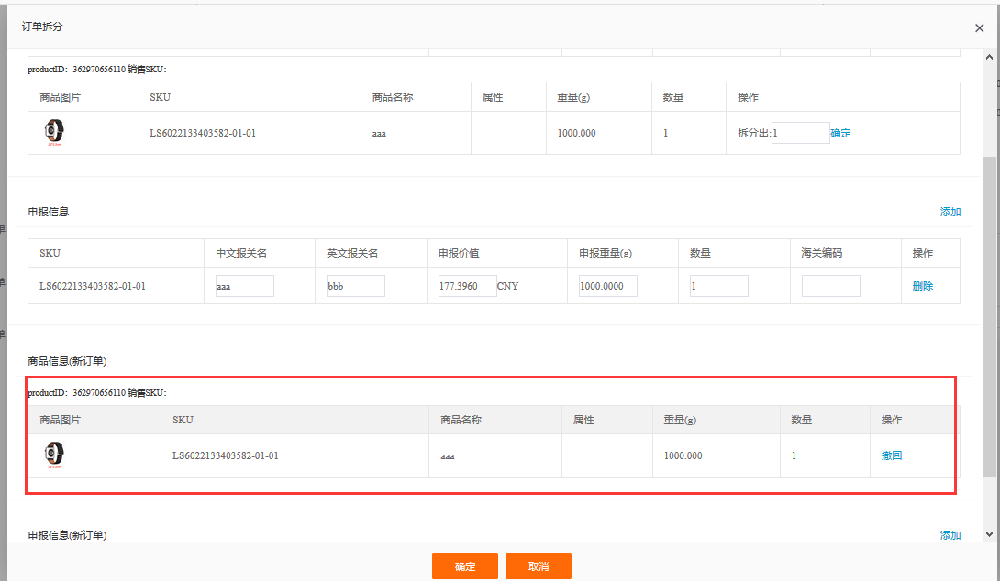 订单拆分
productID: 362970656110 销售SKU:
商品图片 SKU 商品名称 属性 重量(g) 数量 操作
LS6022133403582-01-01 aaa 1000.000 1 拆分出:1 确定
申报信息 添加
SKU 中文报关名 英文报关名 申报价值 申报重量(g) 数量 海关编码 操作
LS6022133403582-01-01 aaa bbb 177.3960 CNY 1000.0000 1 删除
商品信息(新订单)
productID: 362970656110 销售SKU:
商品图片 SKU 商品名称 属性 重量(g) 数量 操作
LS6022133403582-01-01 aaa 1000.000 1 撤回
申报信息(新订单) 添加
确定 取消